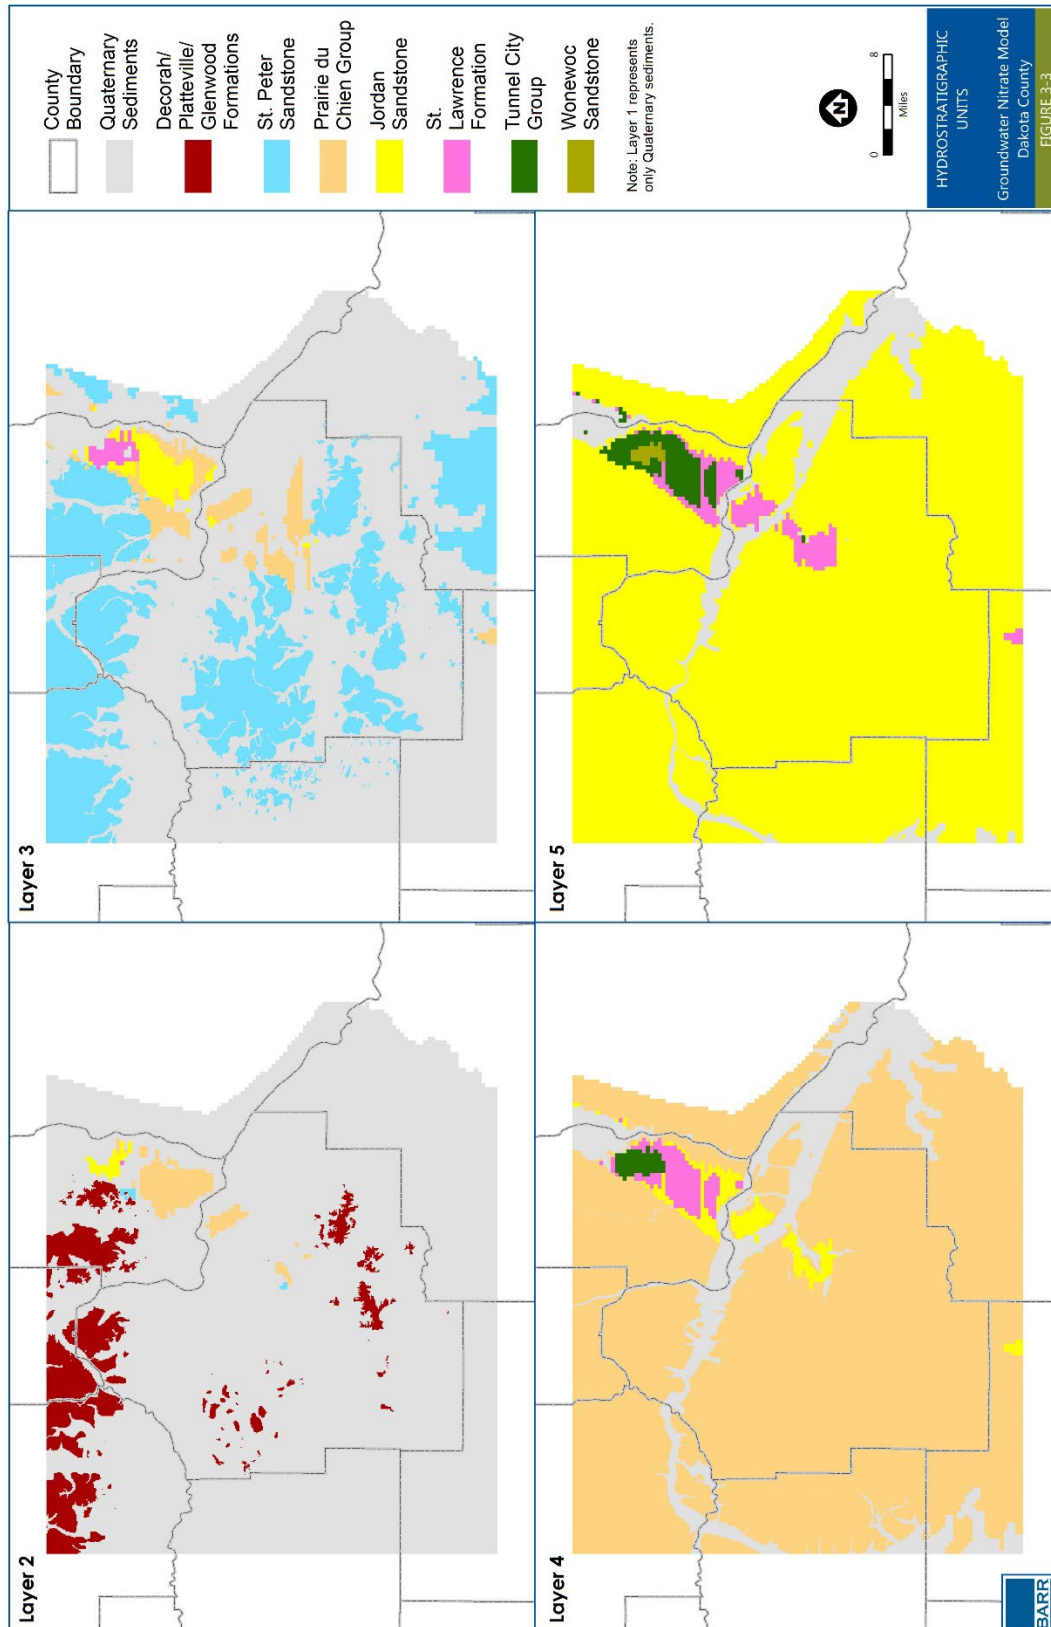 Layer 2
Layer 3
Layer 4
Layer 5
County
Boundary
Quaternary
Sediments
Decorah/
Platteville/
Glenwood
Formations
St. Peter
Sandstone
Prairie du
Chien Group
Jordan
Sandstone
St.
Lawrence
Formation
Tunnel City
Group
Wonewoc
Sandstone
Note: Layer 1 represents
only Quaternary sediments.
N
0
8
Miles
HYDROSTRATIGRAPHIC
UNITS
Groundwater Nitrate Model
Dakota County
FIGURE 3-3
BARR